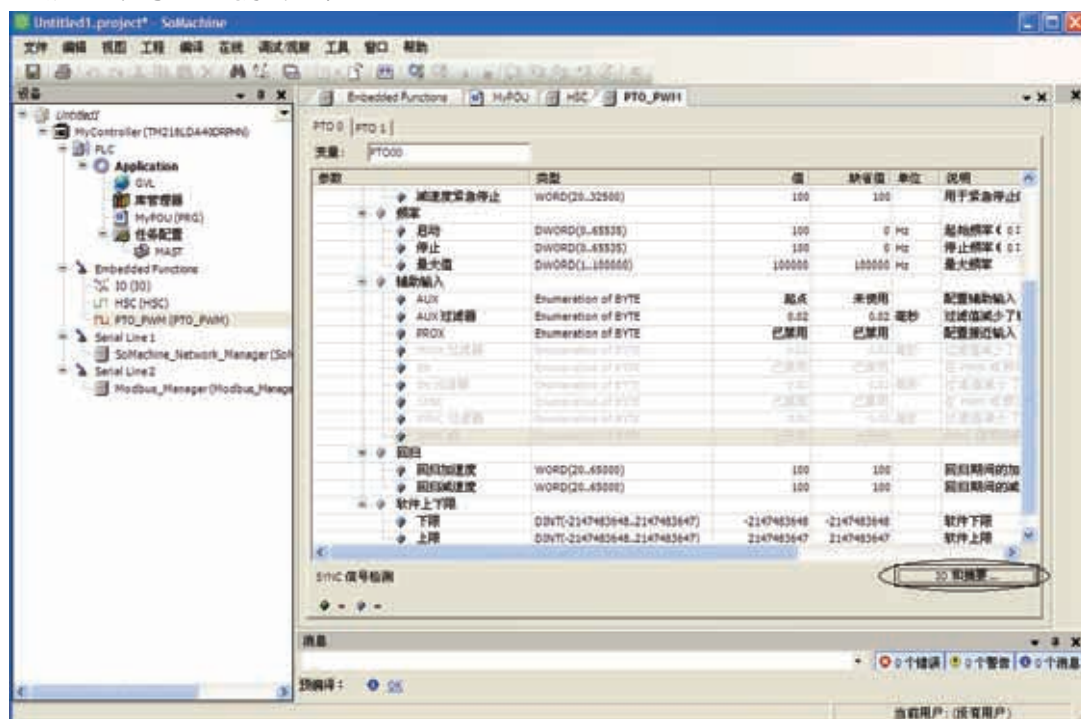 Untitled1.project* - SoMachine
文件 编辑 视图 工程 编译 在线 调试/视察 工具 窗口 帮助
设备
Untitled1
MyController (TM218LDA40DRPHN)
PLC
Application
GVL
库管理器
MyPOU (PRG)
任务配置
MAST
Embedded Functions
IO (IO)
HSC (HSC)
PTO_PWM (PTO_PWM)
Serial Line 1
SoMachine_Network_Manager (SoM
Serial Line 2
Modbus_Manager (Modbus_Manage
Embedded Functions MyPOU HSC PTO_PWM
PTO 0 PTO 1
变量: PTO00
参数 类型 值 缺省值 单位 说明
减速度紧急停止 WORD(20..32500) 100 100 用于紧急停止
频率
启动 DWORD(0..65535) 100 0 Hz 起始频率 (
停止 DWORD(0..65535) 100 0 Hz 停止频率 (
最大值 DWORD(1..100000) 100000 100000 Hz 最大频率
辅助输入
AUX Enumeration of BYTE 起点 未使用 配置辅助输入
AUX 过滤器 Enumeration of BYTE 0.02 0.02 毫秒 过滤值减少了
PROX Enumeration of BYTE 已禁用 已禁用 配置接近输入
回归
回归加速度 WORD(20..65000) 100 100 回归期间的加
回归减速度 WORD(20..65000) 100 100 回归期间的减
软件上下限
下限 DINT(-2147483648..2147483647) -2147483648 -2147483648 软件下限
上限 DINT(-2147483648..2147483647) 2147483647 2147483647 软件上限
SYNC 信号检测
IO 和摘要...
消息
0 个错误 0 个警告 0 个消息
预编译: OK
当前用户: (没有用户)